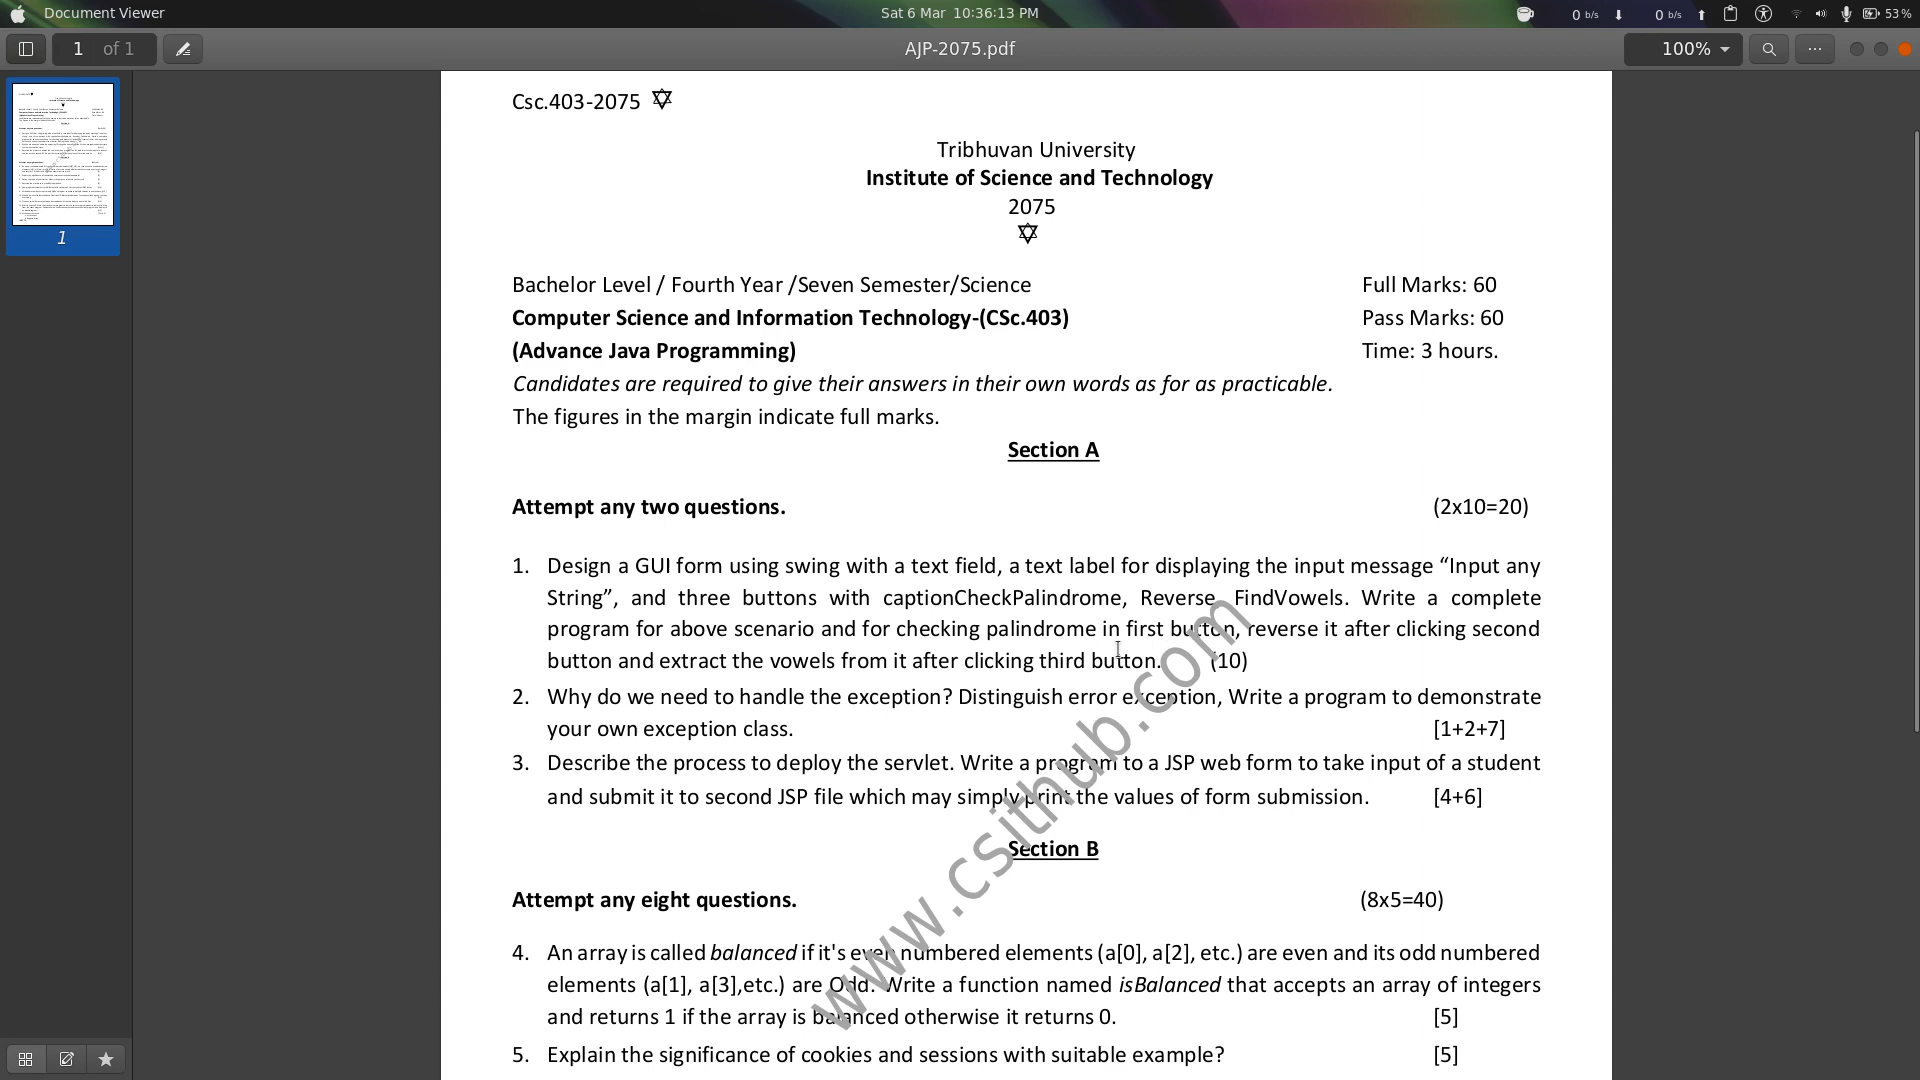 Document Viewer
Sat 6 Mar 10:36:13 PM
0 b/s 0 b/s 53 %
1 of 1
AJP-2075.pdf
100%
1
Csc.403-2075
Tribhuvan University
Institute of Science and Technology
2075
Bachelor Level / Fourth Year /Seven Semester/Science Full Marks: 60
Computer Science and Information Technology-(CSc.403) Pass Marks: 60
(Advance Java Programming) Time: 3 hours.
Candidates are required to give their answers in their own words as for as practicable.
The figures in the margin indicate full marks.
Section A
Attempt any two questions. (2x10=20)
1. Design a GUI form using swing with a text field, a text label for displaying the input message “Input any
String”, and three buttons with captionCheckPalindrome, Reverse, FindVowels. Write a complete
program for above scenario and for checking palindrome in first button, reverse it after clicking second
button and extract the vowels from it after clicking third button. (10)
2. Why do we need to handle the exception? Distinguish error exception, Write a program to demonstrate
your own exception class. [1+2+7]
3. Describe the process to deploy the servlet. Write a program to a JSP web form to take input of a student
and submit it to second JSP file which may simply print the values of form submission. [4+6]
Section B
Attempt any eight questions. (8x5=40)
4. An array is called balanced if it's even numbered elements (a[0], a[2], etc.) are even and its odd numbered
elements (a[1], a[3],etc.) are Odd. Write a function named isBalanced that accepts an array of integers
and returns 1 if the array is balanced otherwise it returns 0. [5]
5. Explain the significance of cookies and sessions with suitable example? [5]
www.csithub.com